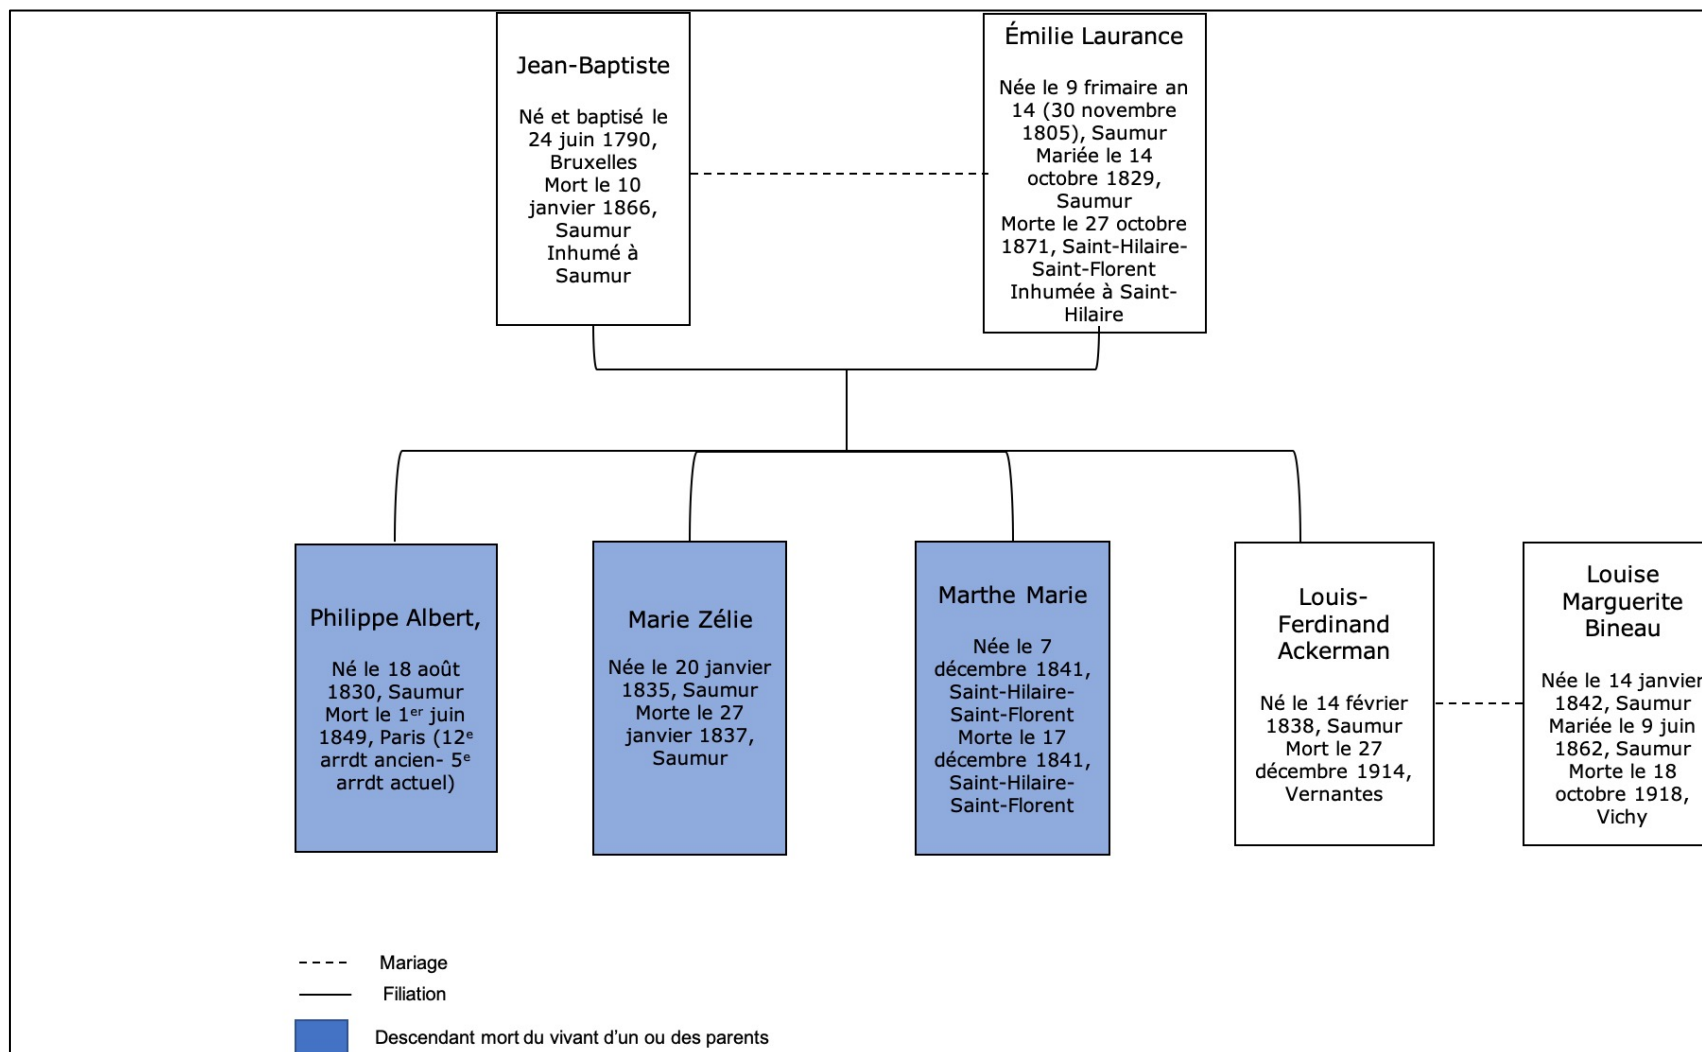 Jean-Baptiste
Né et baptisé le
24 juin 1790,
Bruxelles
Mort le 10
janvier 1866,
Saumur
Inhumé à
Saumur
Émilie Laurance
Née le 9 frimaire an
14 (30 novembre
1805), Saumur
Mariée le 14
octobre 1829,
Saumur
Morte le 27 octobre
1871, Saint-Hilaire-
Saint-Florent
Inhumée à Saint-
Hilaire
Philippe Albert,
Né le 18 août
1830, Saumur
Mort le 1er juin
1849, Paris (12e
arrdt ancien- 5e
arrdt actuel)
Marie Zélie
Née le 20 janvier
1835, Saumur
Morte le 27
janvier 1837,
Saumur
Marthe Marie
Née le 7
décembre 1841,
Saint-Hilaire-
Saint-Florent
Morte le 17
décembre 1841,
Saint-Hilaire-
Saint-Florent
Louis-
Ferdinand
Ackerman
Né le 14 février
1838, Saumur
Mort le 27
décembre 1914,
Vernantes
Louise
Marguerite
Bineau
Née le 14 janvier
1842, Saumur
Mariée le 9 juin
1862, Saumur
Morte le 18
octobre 1918,
Vichy
Mariage
Filiation
Descendant mort du vivant d'un ou des parents